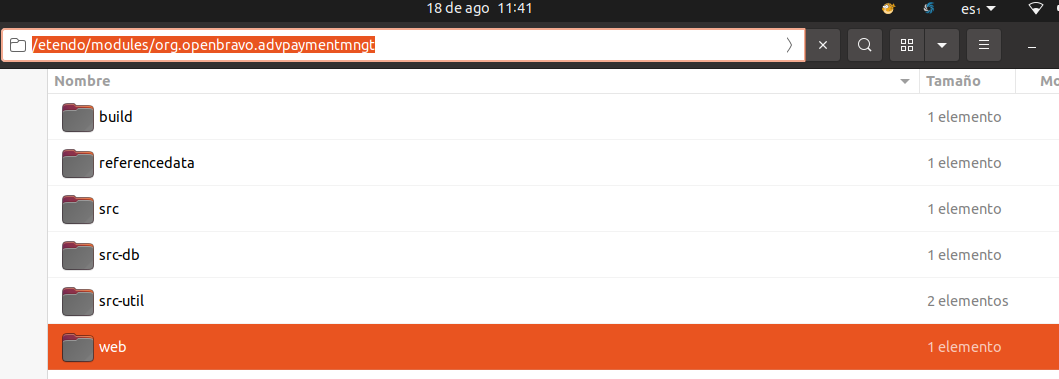 18 de ago 11:41
es₁
/etendo/modules/org.openbravo.advpaymentmngt
Nombre Tamaño Mo
build 1 elemento
referencedata 1 elemento
src 1 elemento
src-db 1 elemento
src-util 2 elementos
web 1 elemento